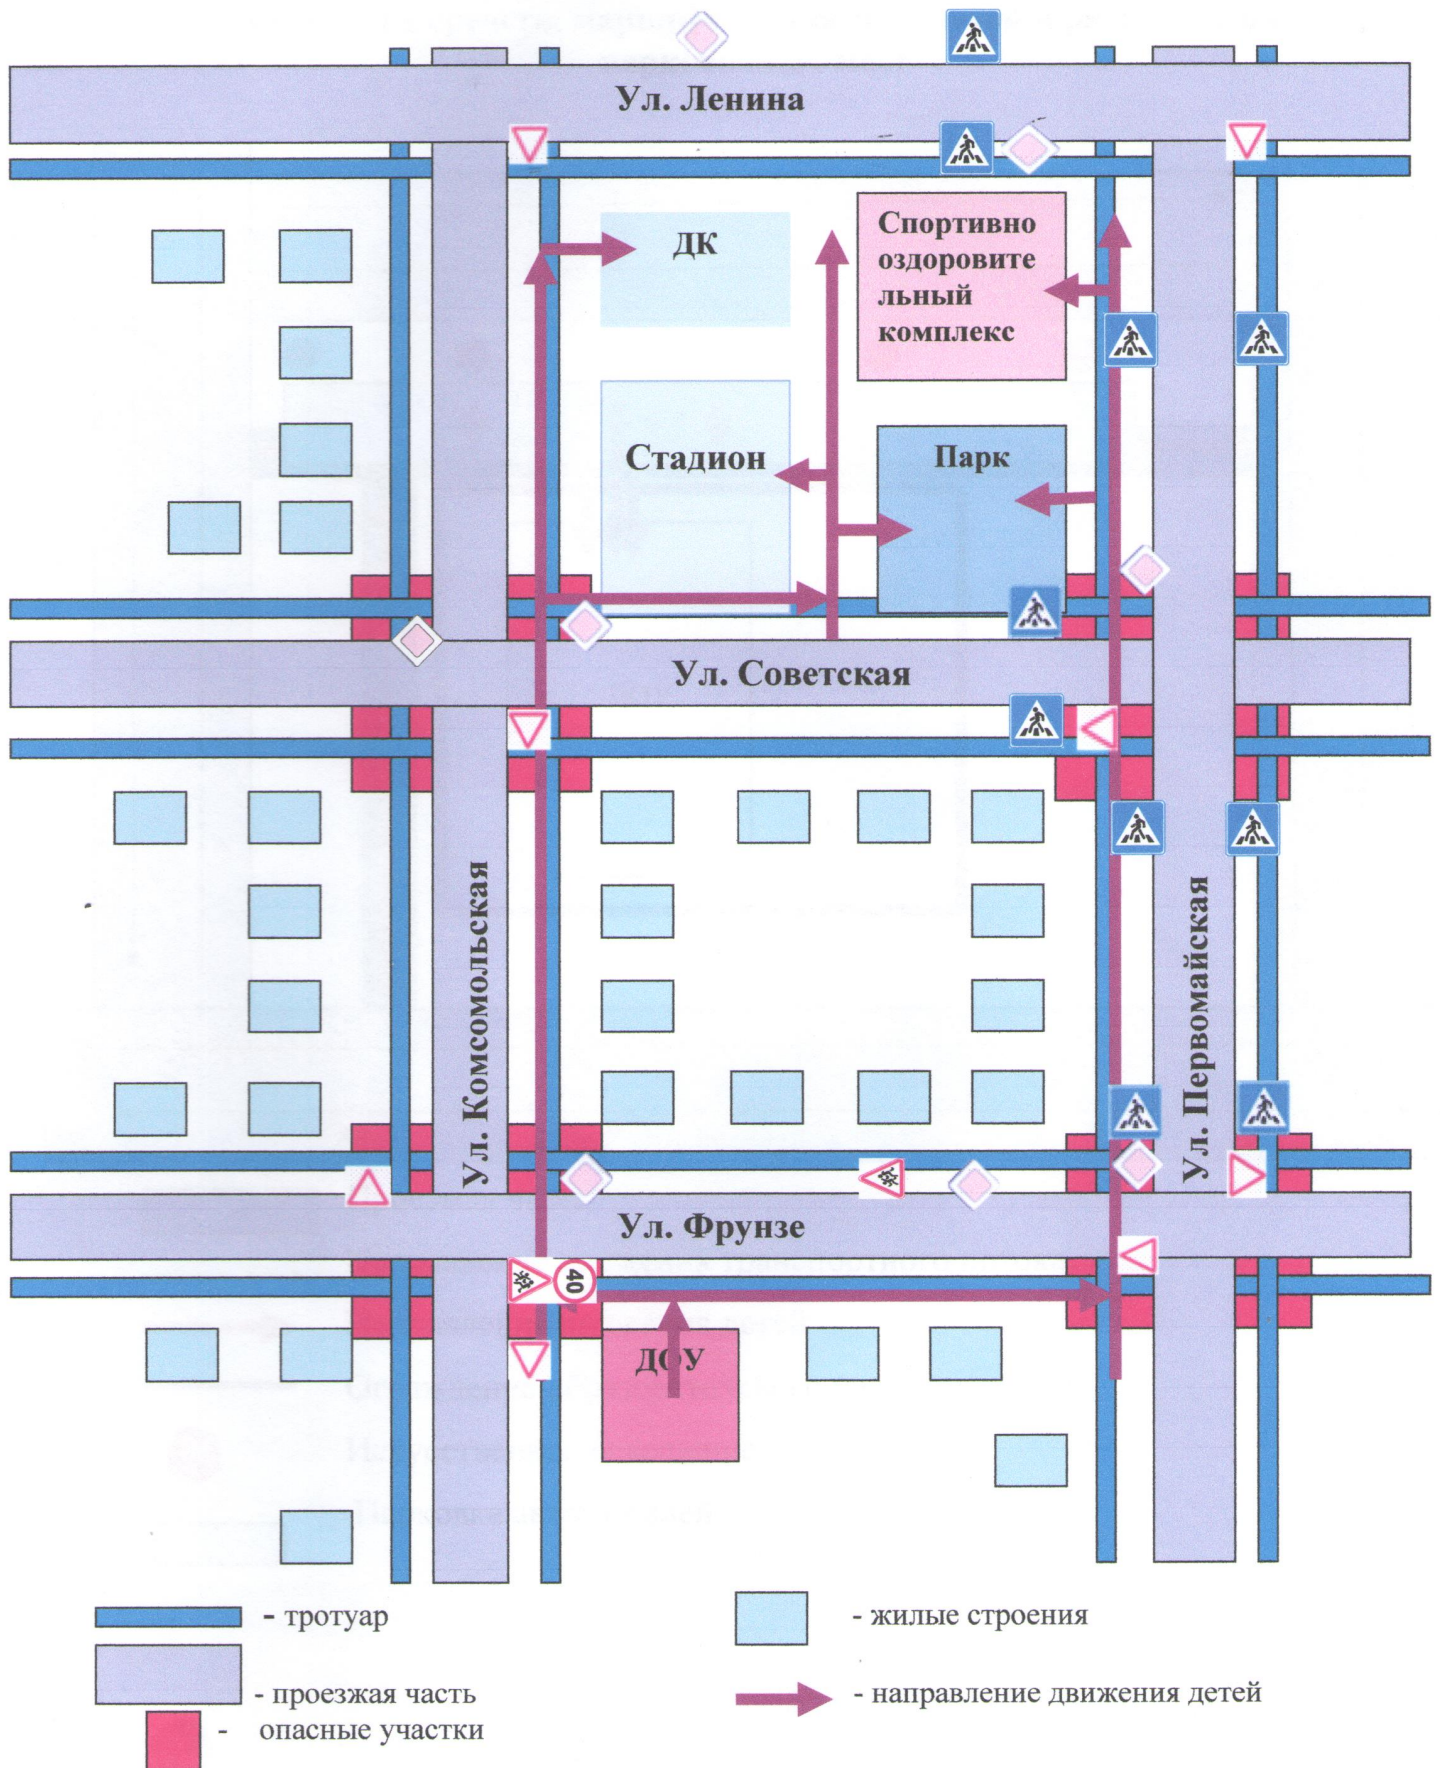 Ул. Ленина
ДК
Спортивно
оздоровите
льный
комплекс
Стадион
Парк
Ул. Советская
Ул. Комсомольская
Ул. Первомайская
Ул. Фрунзе
40
ДОУ
- тротуар
- жилые строения
- проезжая часть
- направление движения детей
- опасные участки